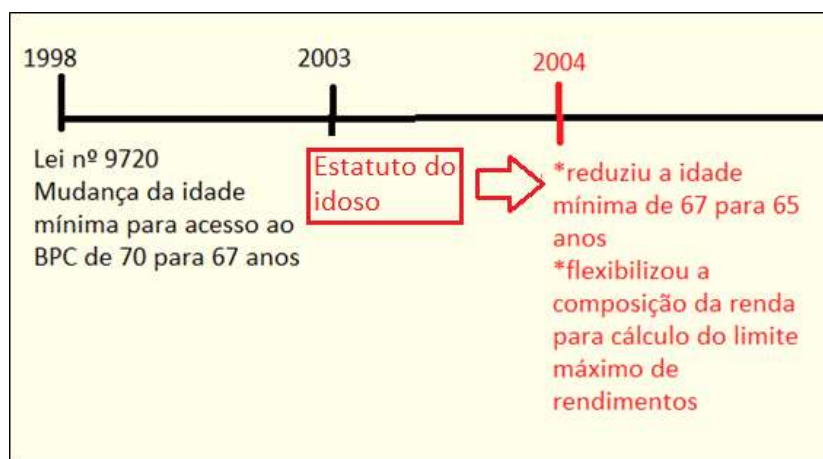 1998
2003
2004
Lei nº 9720
Mudança da idade
mínima para acesso ao
BPC de 70 para 67 anos
Estatuto do
idoso
*reduziu a idade
mínima de 67 para 65
anos
*flexibilizou a
composição da renda
para cálculo do limite
máximo de
rendimentos